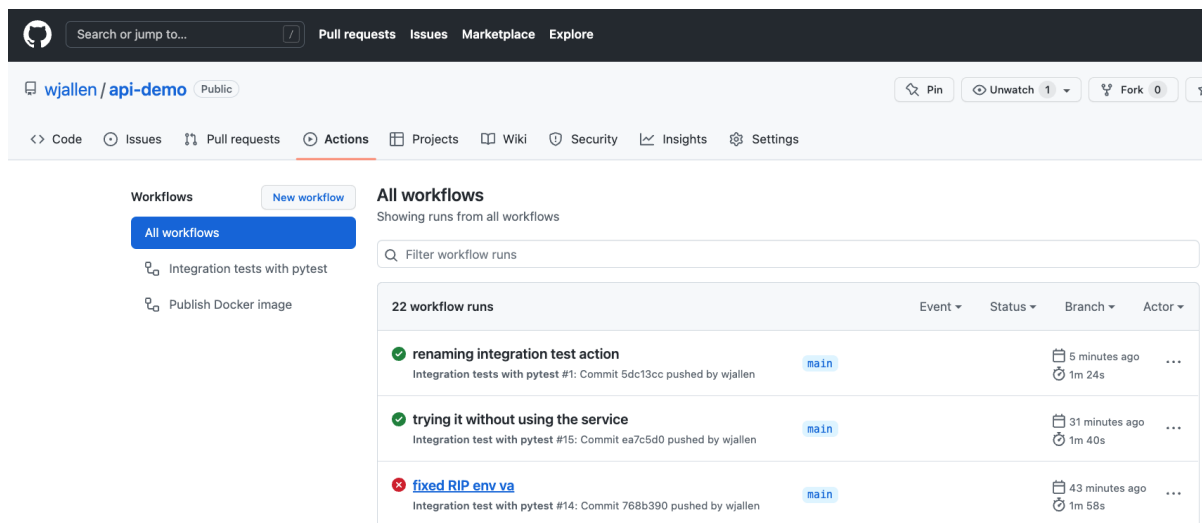 Search or jump to... /
Pull requests Issues Marketplace Explore
wjallen / api-demo Public
Pin Unwatch 1 Fork 0
Code Issues Pull requests Actions Projects Wiki Security Insights Settings
Workflows New workflow
All workflows
Integration tests with pytest
Publish Docker image
All workflows
Showing runs from all workflows
Filter workflow runs
22 workflow runs Event Status Branch Actor
renaming integration test action
Integration tests with pytest #1: Commit 5dc13cc pushed by wjallen
main
5 minutes ago
1m 24s
trying it without using the service
Integration test with pytest #15: Commit ea7c5d0 pushed by wjallen
main
31 minutes ago
1m 40s
fixed RIP env va
Integration test with pytest #14: Commit 768b390 pushed by wjallen
main
43 minutes ago
1m 58s